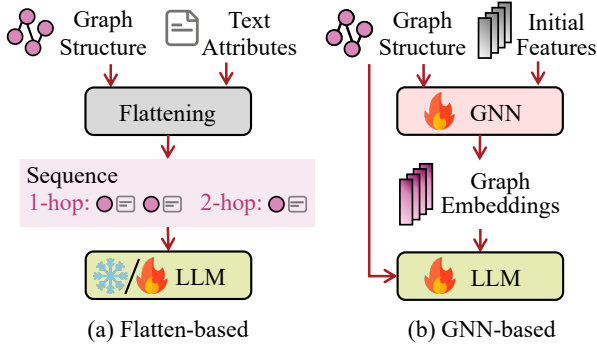 Graph
Structure
Text
Attributes
Flattening
Sequence
1-hop:
2-hop:
/
LLM
(a) Flatten-based
Graph
Structure
Initial
Features
GNN
Graph
Embeddings
LLM
(b) GNN-based